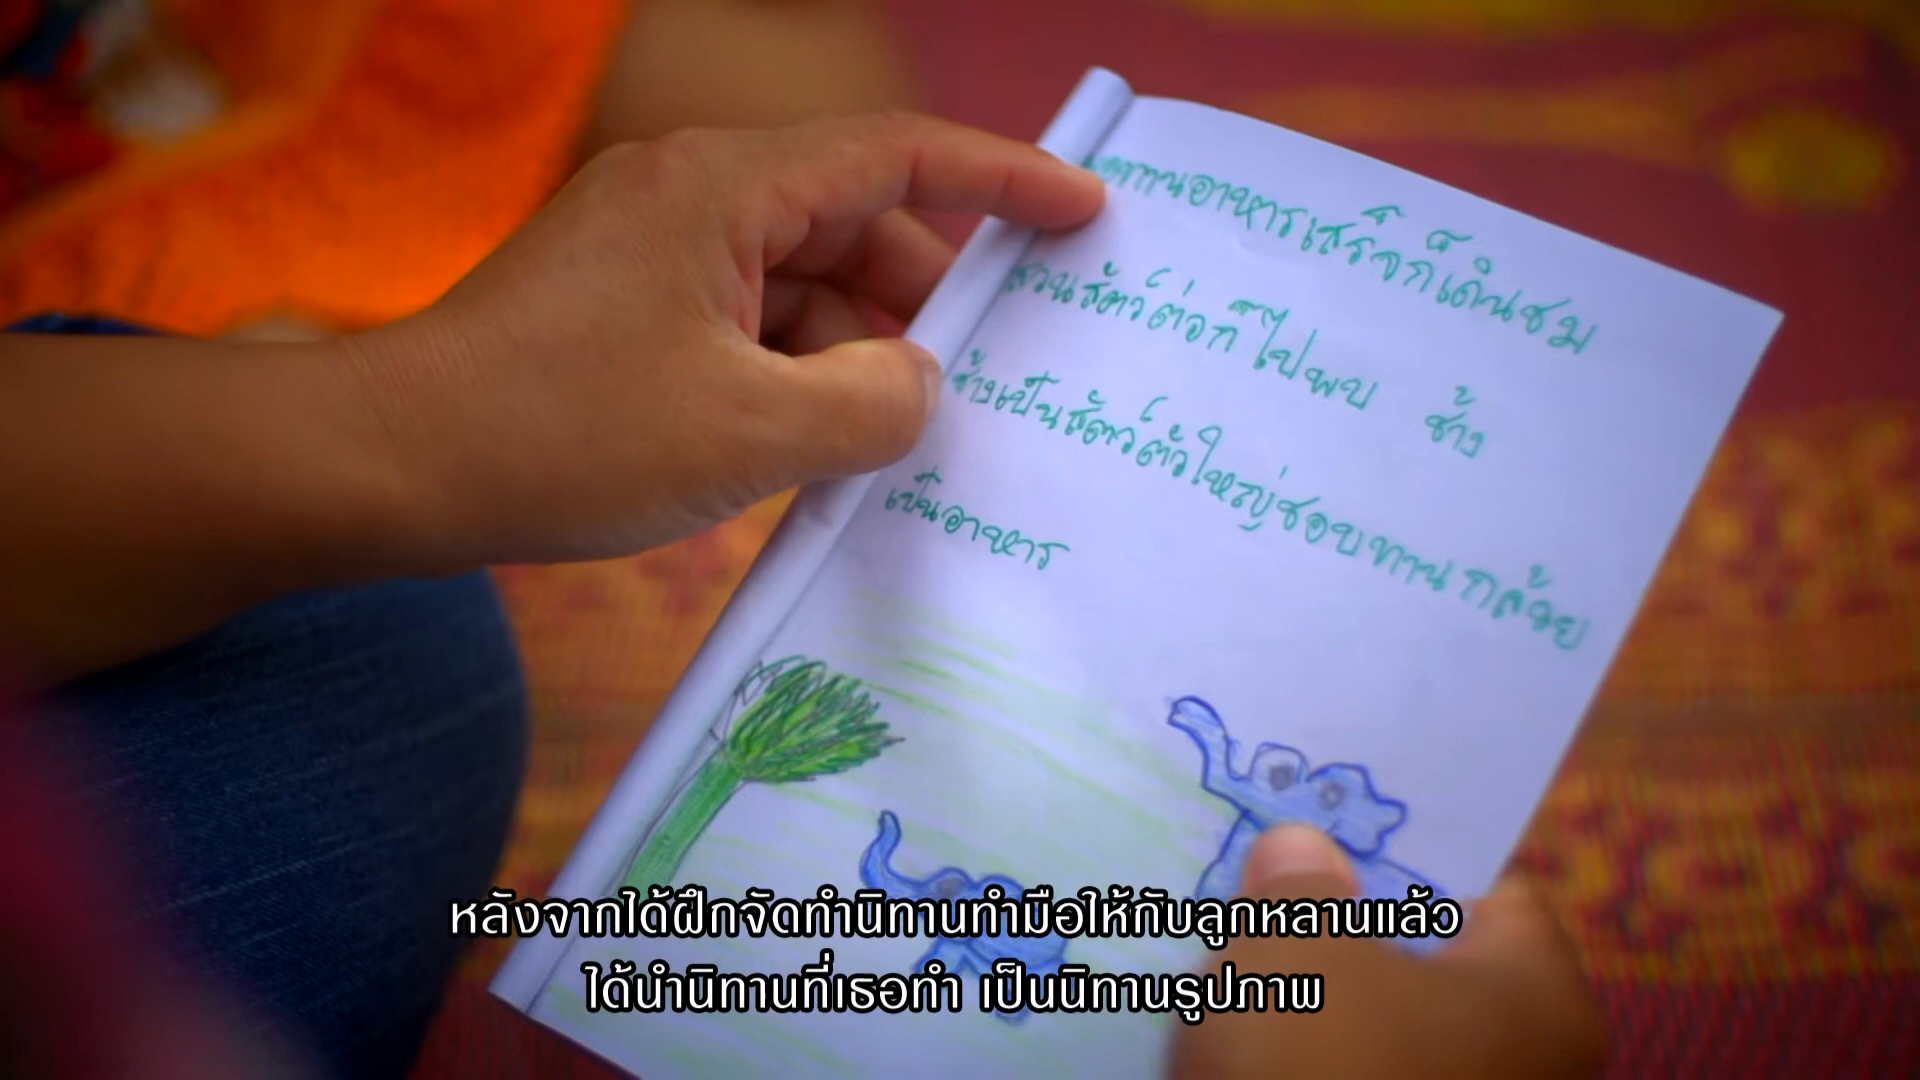 ทานอาหารเสร็จก็เดินชม
สวนสัตว์ต่อก็ไปพบ ช้าง
ช้างเป็นสัตว์ตัวใหญ่ชอบทานกล้วย
เป็นอาหาร
หลังจากได้ฝึกจัดทำนิทานทำมือให้กับลูกหลานแล้ว
ได้นำนิทานที่เธอทำ เป็นนิทานรูปภาพ